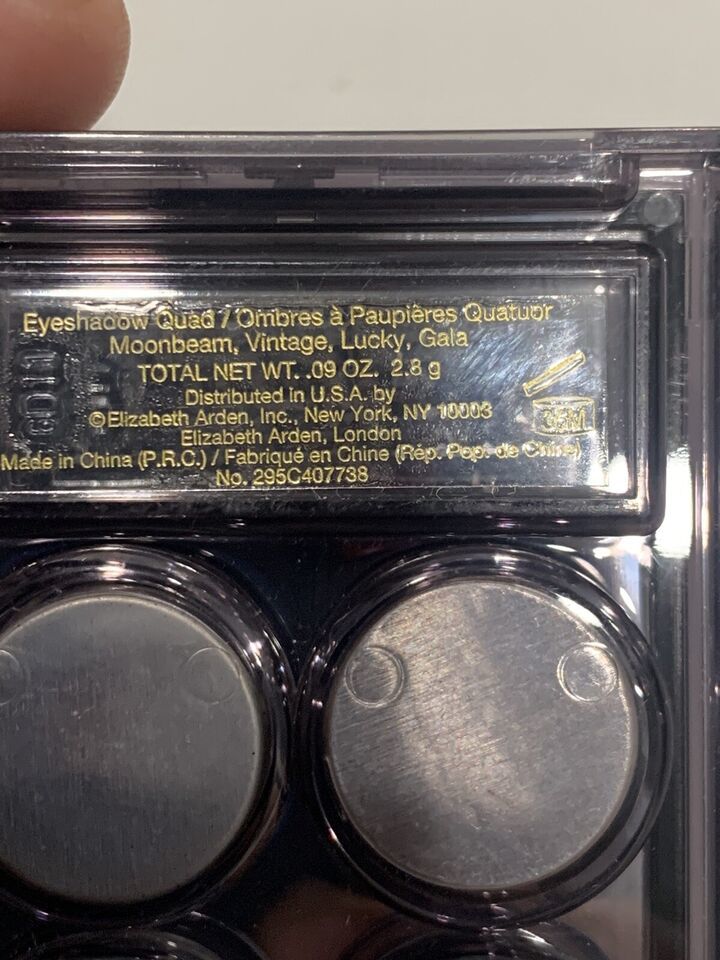 Eyeshadow Quad / Ombres à Paupières Quatuor
Moonbeam, Vintage, Lucky, Gala
TOTAL NET WT. .09 OZ. 2.8 g
Distributed in U.S.A. by
©Elizabeth Arden, Inc., New York, NY 10003
Elizabeth Arden, London
Made in China (P.R.C.) / Fabriqué en Chine (Rép. Pop. de Chine)
No. 295C407738
36M